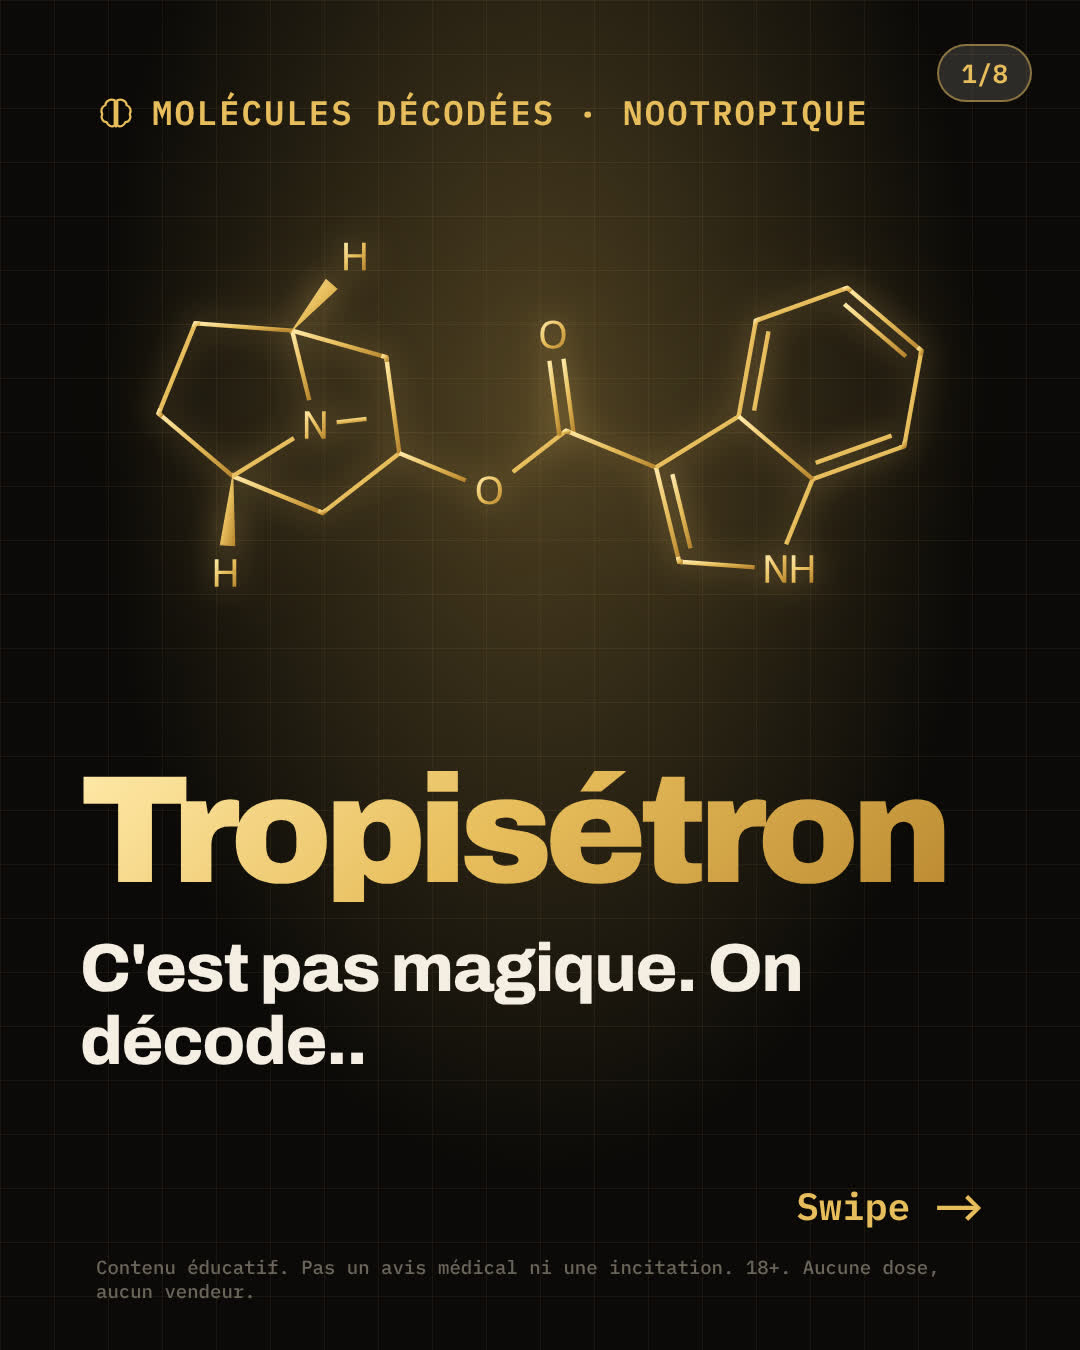 1/8
MOLÉCULES DÉCODÉES · NOOTROPIQUE
H
O
N
O
H
NH
Tropisétron
C'est pas magique. On
décode..
Swipe →
Contenu éducatif. Pas un avis médical ni une incitation. 18+. Aucune dose,
aucun vendeur.